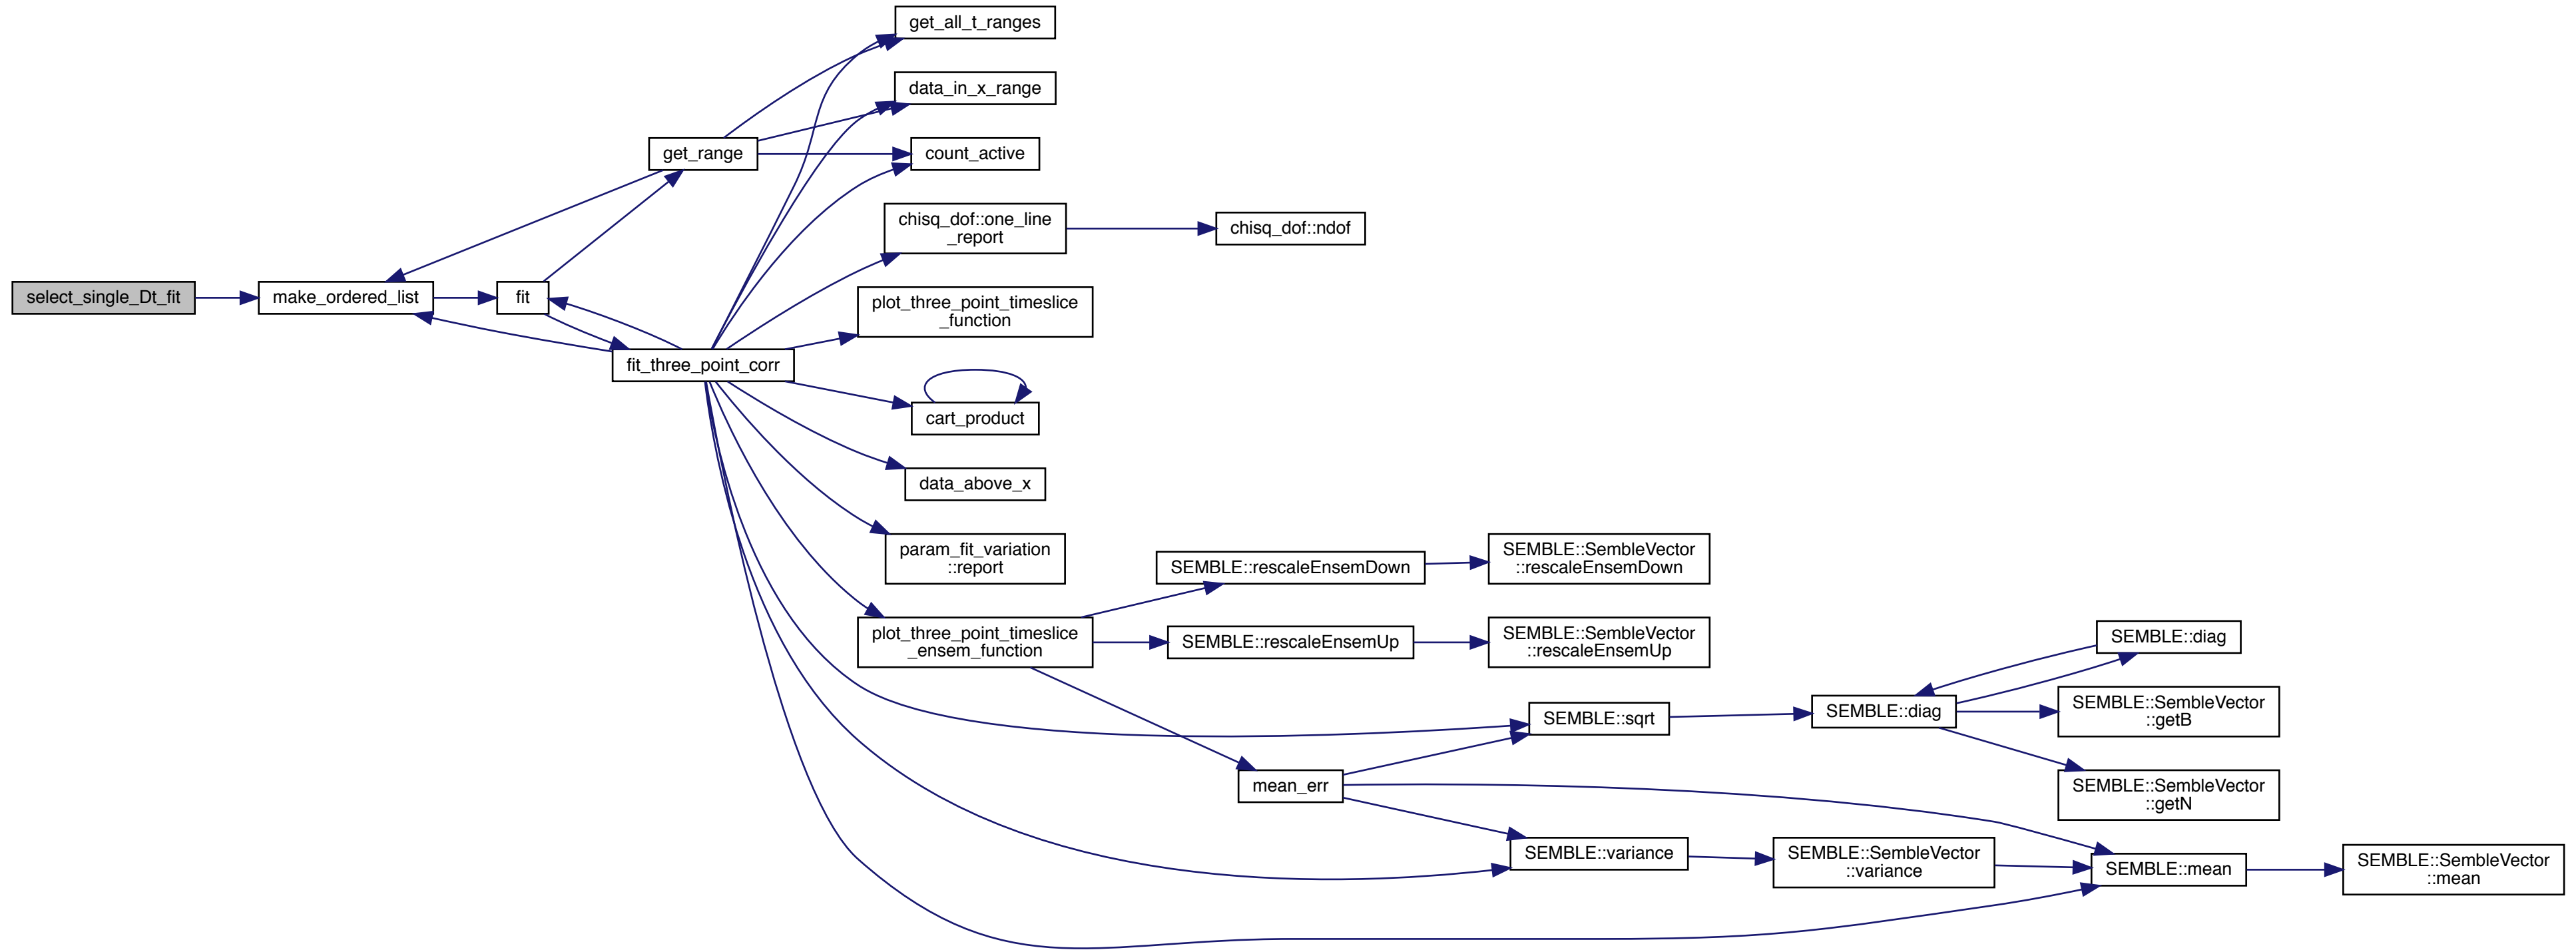 get_all_t_ranges
data_in_x_range
get_range
count_active
chisq_dof::one_line
_report
chisq_dof::ndof
select_single_Dt_fit
make_ordered_list
fit
plot_three_point_timeslice
_function
fit_three_point_corr
cart_product
data_above_x
param_fit_variation
::report
SEMBLE::rescaleEnsemDown
SEMBLE::SembleVector
::rescaleEnsemDown
plot_three_point_timeslice
_ensem_function
SEMBLE::rescaleEnsemUp
SEMBLE::SembleVector
::rescaleEnsemUp
SEMBLE::diag
SEMBLE::sqrt
SEMBLE::diag
SEMBLE::SembleVector
::getB
mean_err
SEMBLE::SembleVector
::getN
SEMBLE::variance
SEMBLE::SembleVector
::variance
SEMBLE::mean
SEMBLE::SembleVector
::mean